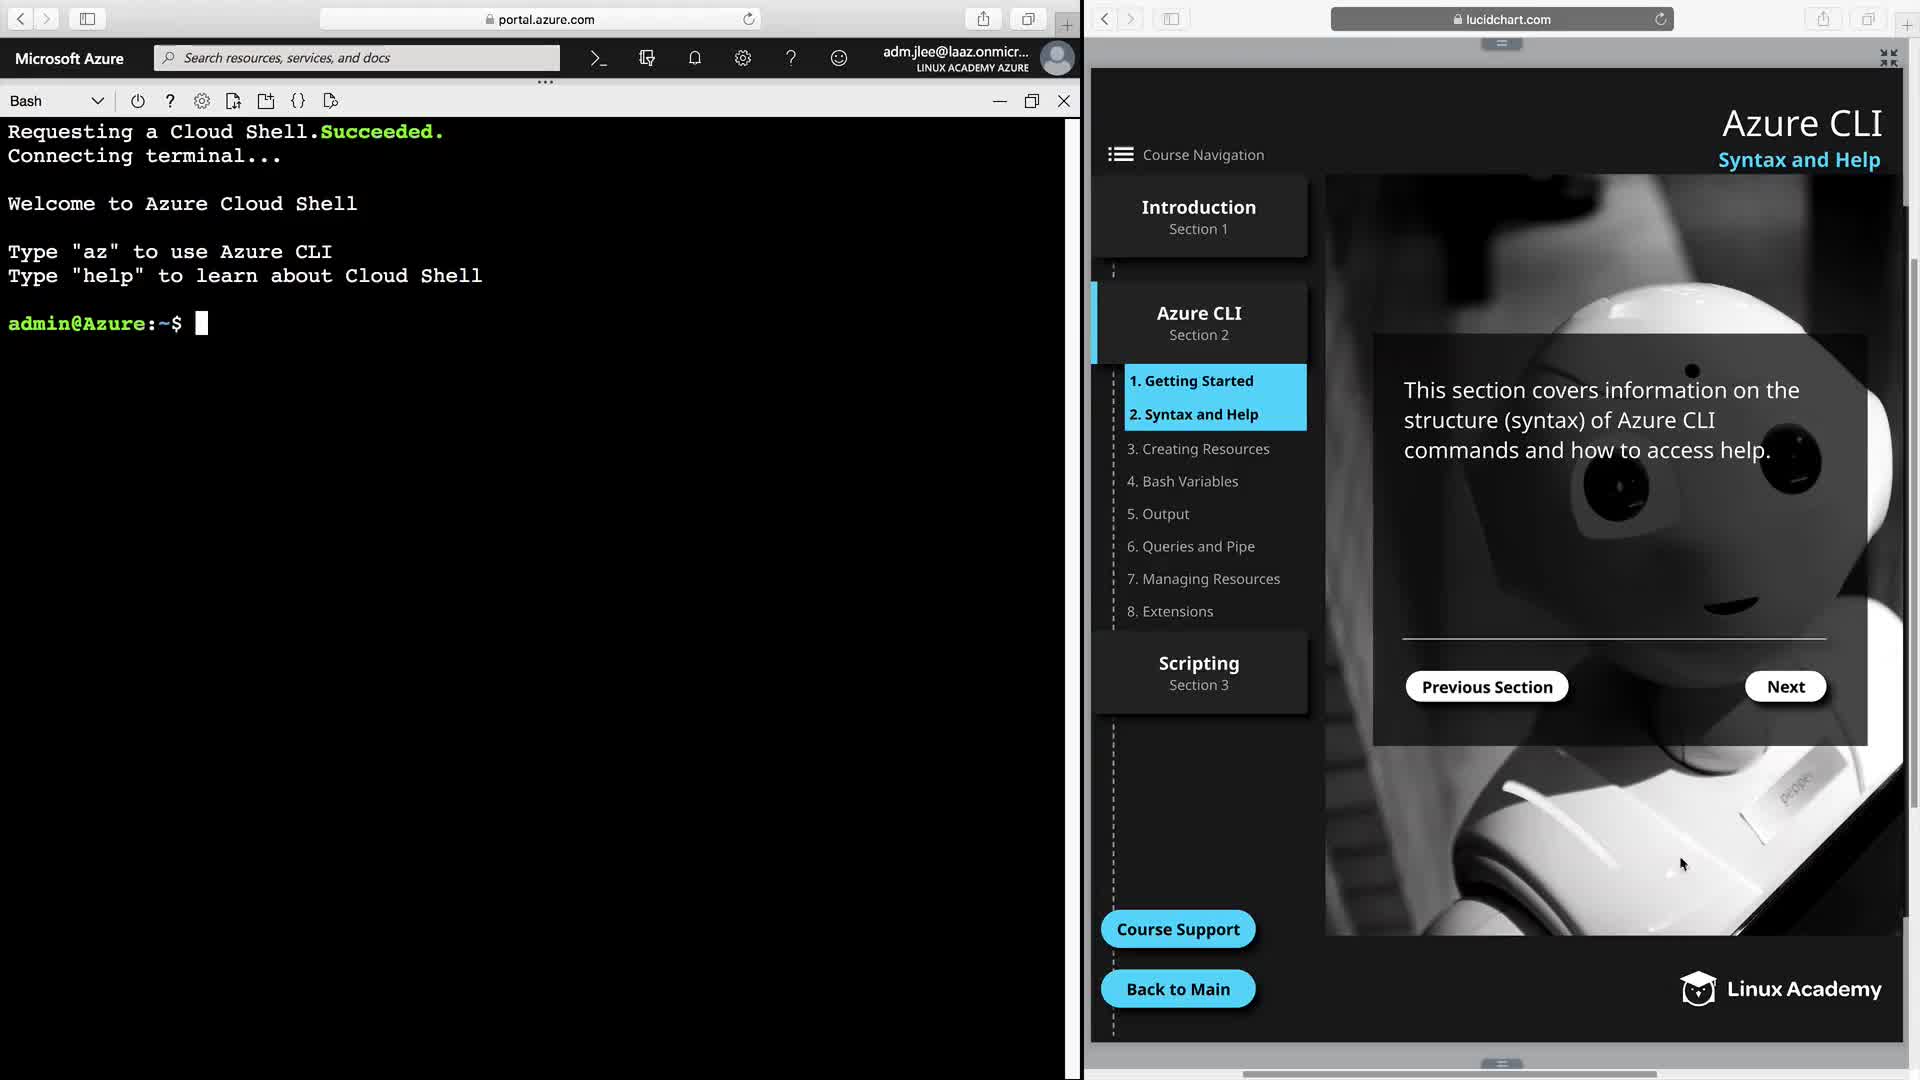 portal.azure.com
Microsoft Azure
Search resources, services, and docs
adm.jlee@laaz.onmicr...
LINUX ACADEMY AZURE
Bash
Requesting a Cloud Shell.Succeeded.
Connecting terminal...
Welcome to Azure Cloud Shell
Type "az" to use Azure CLI
Type "help" to learn about Cloud Shell
admin@Azure:~$
lucidchart.com
Azure CLI
Syntax and Help
Course Navigation
Introduction
Section 1
Azure CLI
Section 2
1. Getting Started
2. Syntax and Help
3. Creating Resources
4. Bash Variables
5. Output
6. Queries and Pipe
7. Managing Resources
8. Extensions
Scripting
Section 3
This section covers information on the
structure (syntax) of Azure CLI
commands and how to access help.
Previous Section
Next
pepper
Course Support
Back to Main
Linux Academy